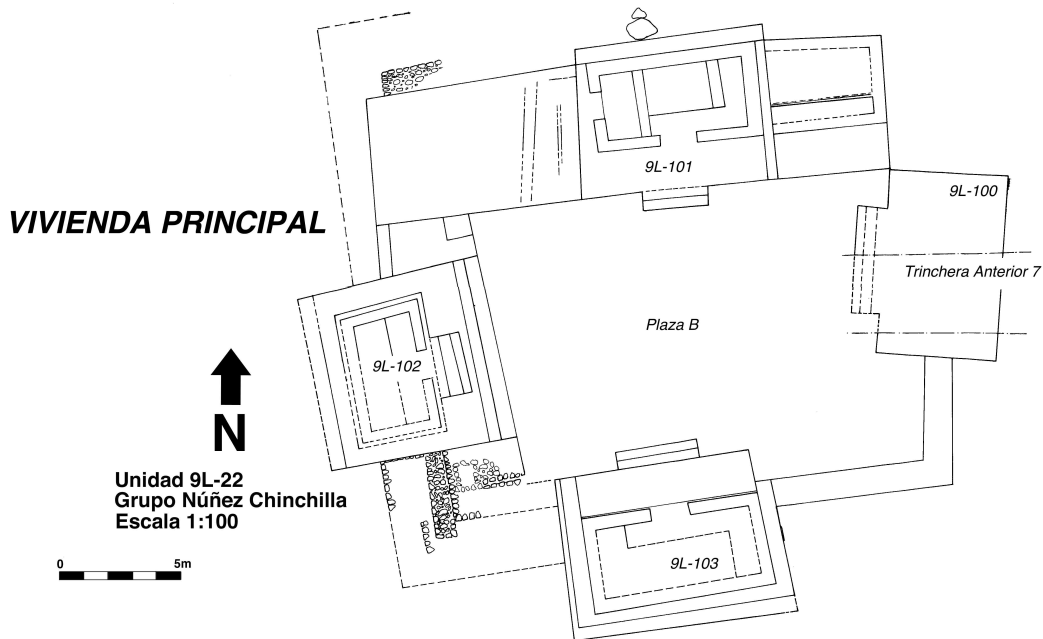 9L-101
9L-100
VIVIENDA PRINCIPAL
Trinchera Anterior 7
Plaza B
9L-102
N
Unidad 9L-22
Grupo Núñez Chinchilla
Escala 1:100
0 5m
9L-103